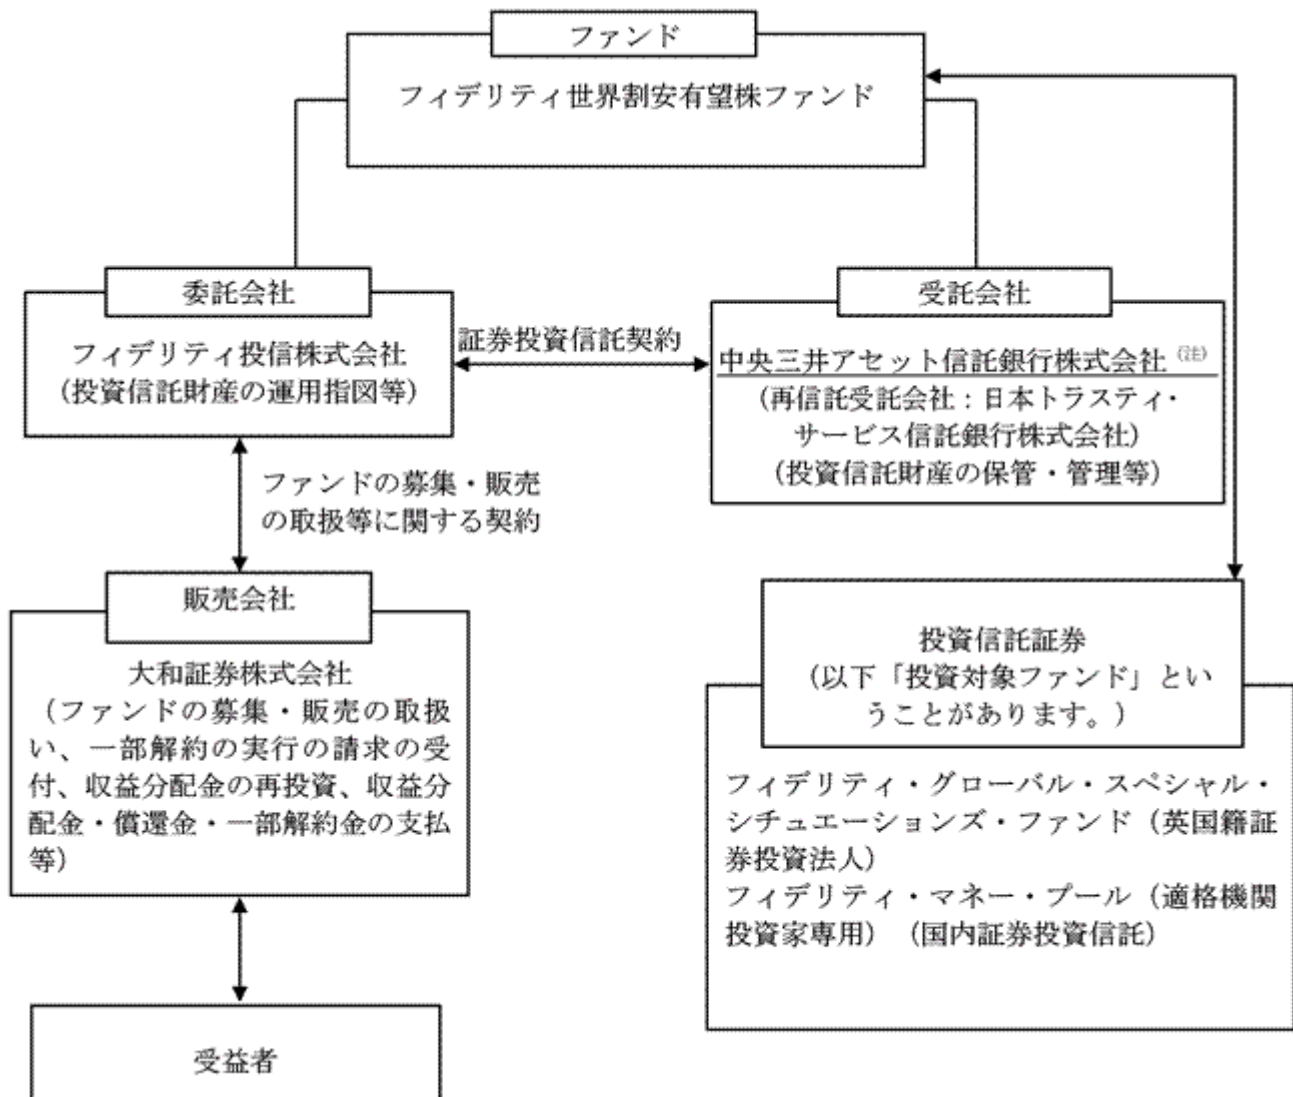 ファンド
フィデリティ世界割安有望株ファンド
委託会社
フィデリティ投信株式会社
(投資信託財産の運用指図等)
証券投資信託契約
受託会社
中央三井アセット信託銀行株式会社(注)
(再信託受託会社:日本トラスティ・
サービス信託銀行株式会社)
(投資信託財産の保管・管理等)
ファンドの募集・販売
の取扱等に関する契約
販売会社
大和証券株式会社
(ファンドの募集・販売の取扱
い、一部解約の実行の請求の受
付、収益分配金の再投資、収益分
配金・償還金・一部解約金の支払
等)
投資信託証券
(以下「投資対象ファンド」とい
うことがあります。)
フィデリティ・グローバル・スペシャル・
シチュエーションズ・ファンド(英国籍証
券投資法人)
フィデリティ・マネー・プール(適格機関
投資家専用)(国内証券投資信託)
受益者